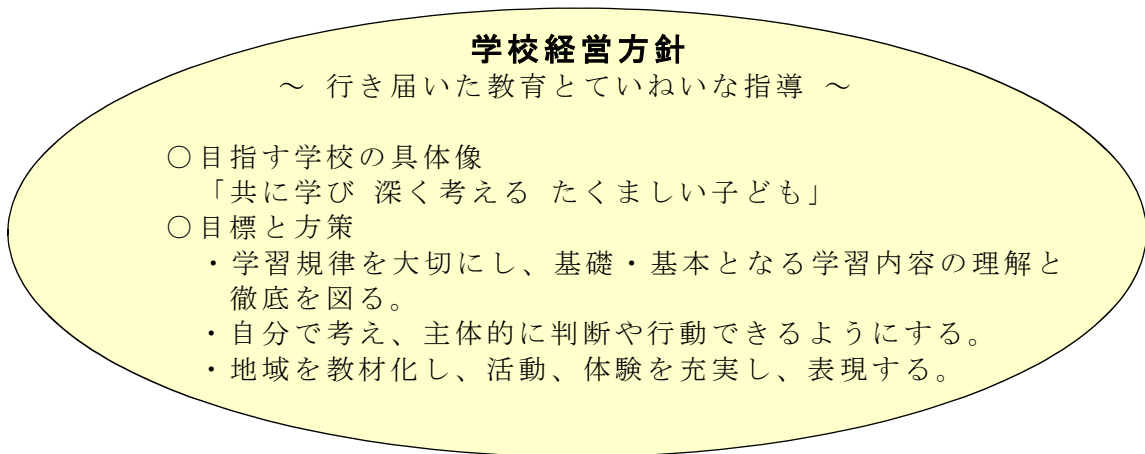 学校経営方針
～ 行き届いた教育とていねいな指導 ～
○目指す学校の具体像
「共に学び 深く考える たくましい子ども」
○目標と方策
・学習規律を大切にし、基礎・基本となる学習内容の理解と
徹底を図る。
・自分で考え、主体的に判断や行動できるようにする。
・地域を教材化し、活動、体験を充実し、表現する。